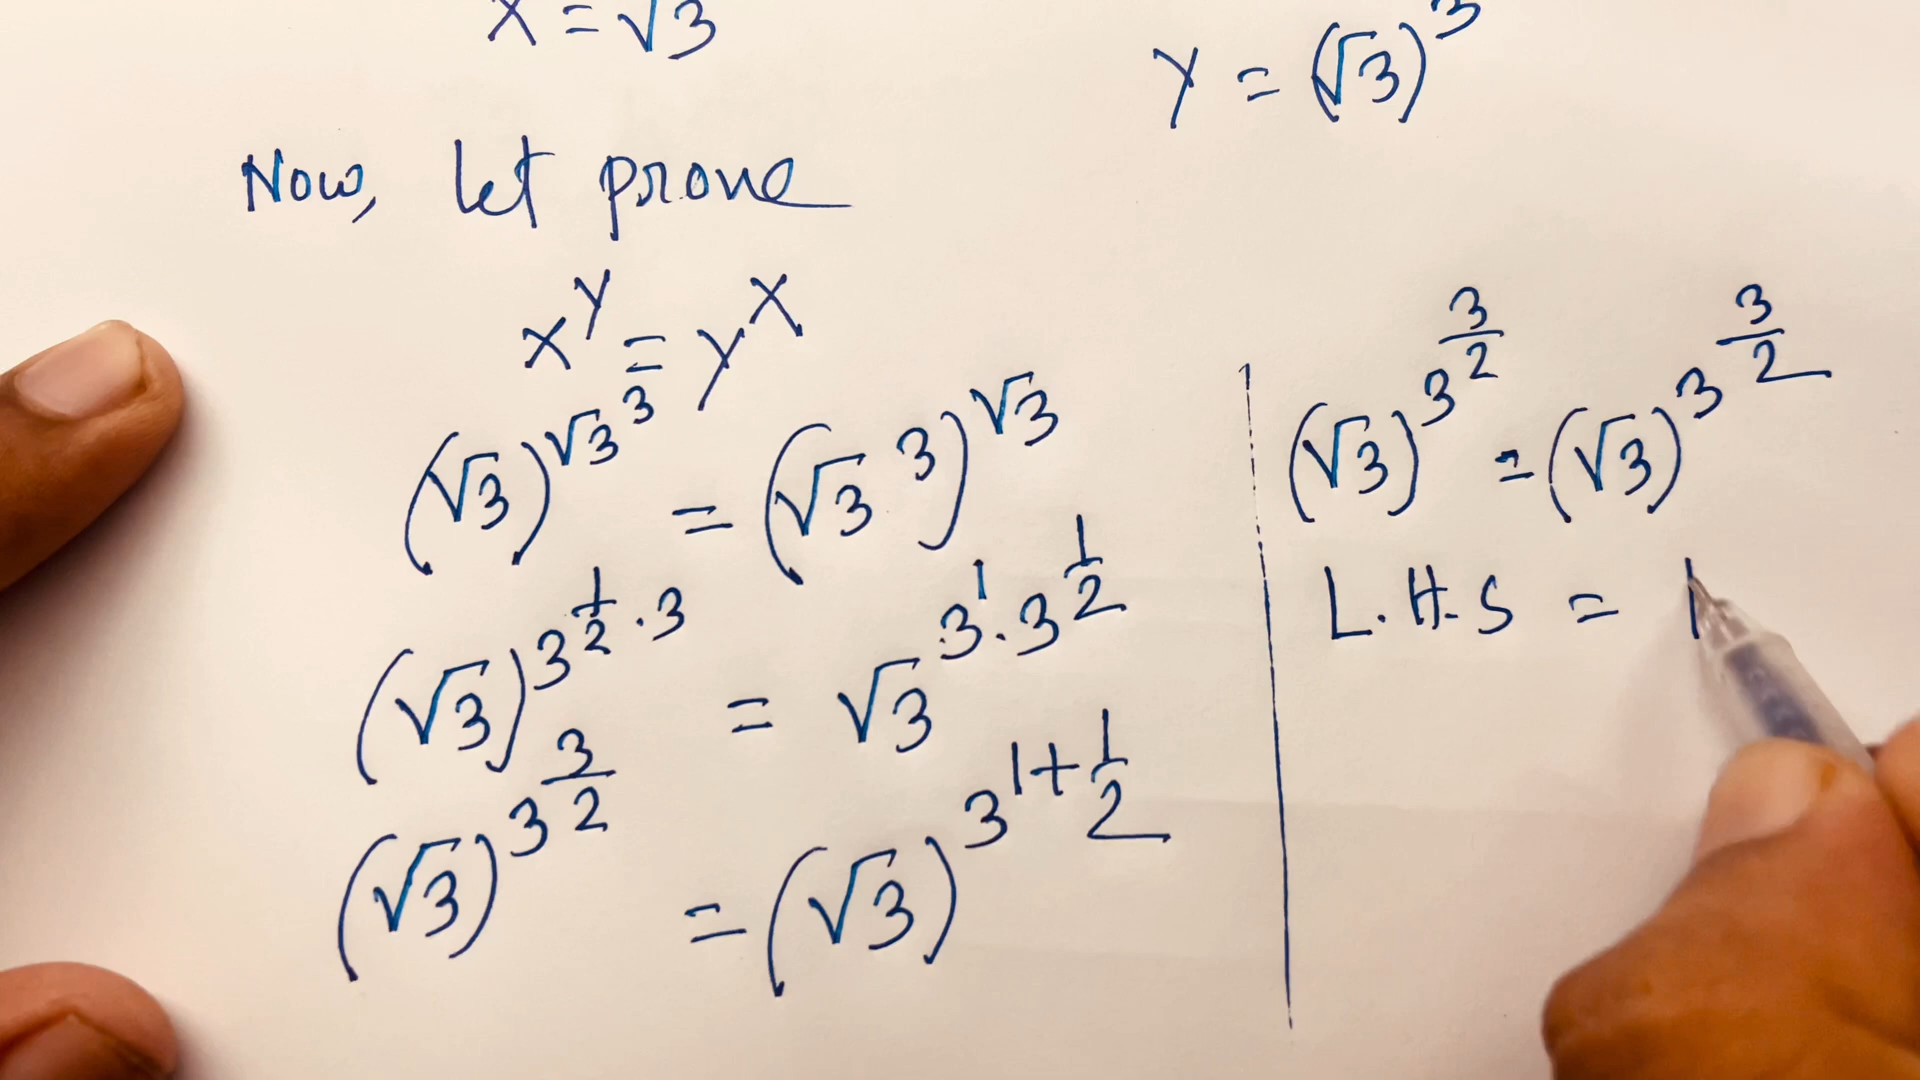 x = √3
y = (√3)³
Now, let prove
x^y = y^x
(√3)^(√3^3) = (√3^3)^(√3)
(√3)^(3^(1/2 · 3)) = √3^(3^1 · 3^(1/2))
(√3)^(3^(3/2)) = (√3)^(3^(1+1/2))
(√3)^(3^(3/2)) = (√3)^(3^(3/2))
L.H.S =